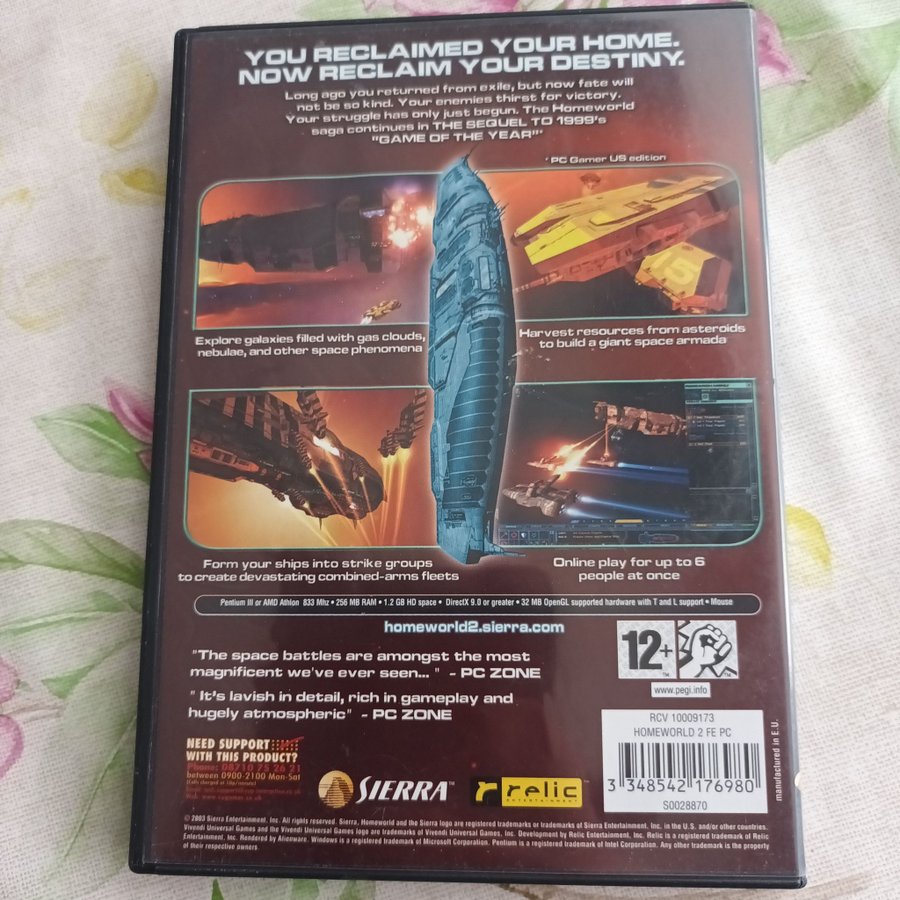 YOU RECLAIMED YOUR HOME.
NOW RECLAIM YOUR DESTINY.
Long ago you returned from exile, but now fate will
not be so kind. Your enemies thirst for victory.
Your struggle has only just begun. The Homeworld
saga continues in THE SEQUEL TO 1999's
"GAME OF THE YEAR"*
* PC Gamer US edition
15
Explore galaxies filled with gas clouds,
nebulae, and other space phenomena
Harvest resources from asteroids
to build a giant space armada
Form your ships into strike groups
to create devastating combined-arms fleets
Online play for up to 6
people at once
Pentium III or AMD Athlon 833 Mhz • 256 MB RAM • 1.2 GB HD space • DirectX 9.0 or greater • 32 MB OpenGL supported hardware with T and L support • Mouse
homeworld2.sierra.com
"The space battles are amongst the most
magnificent we've ever seen... " - PC ZONE
" It's lavish in detail, rich in gameplay and
hugely atmospheric" - PC ZONE
12+
www.pegi.info
RCV 10009173
HOMEWORLD 2 FE PC
3 348542 176980
S0028870
manufactured in E.U.
NEED SUPPORT
WITH THIS PRODUCT?
Phone: 08710 75 26 21
between 0900-2100 Mon-Sat
SIERRA™
r relic
ENTERTAINMENT
© 2003 Sierra Entertainment, Inc. All rights reserved. Sierra, Homeworld and the Sierra logo are registered trademarks or trademarks of Sierra Entertainment, Inc. in the U.S. and/or other countries.
Vivendi Universal Games and the Vivendi Universal Games logo are trademarks of Vivendi Universal Games, Inc. Development by Relic Entertainment, Inc. Relic is a registered trademark of Relic
Entertainment, Inc. Rendered by Alienware. Windows is a registered trademark of Microsoft Corporation. Pentium is a registered trademark of Intel Corporation. Any other trademark is the property
of their respective owners.